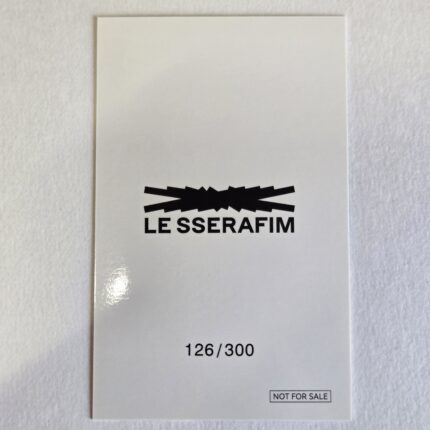 LE SSERAFIM
126/300
NOT FOR SALE